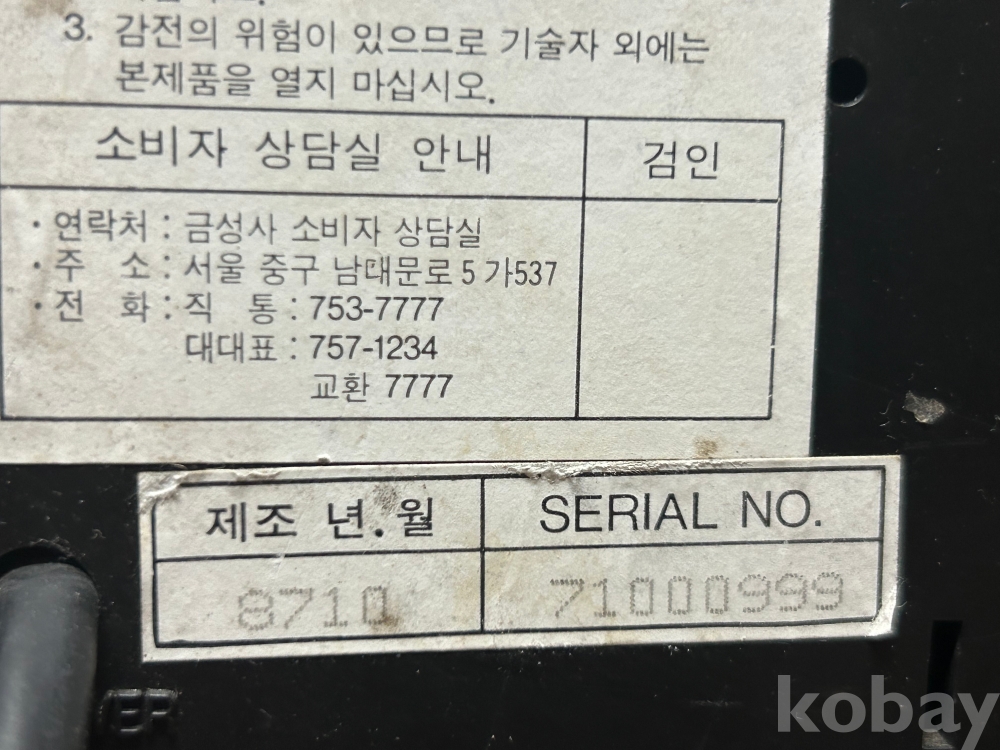 3. 감전의 위험이 있으므로 기술자 외에는
본제품을 열지 마십시오.
소비자 상담실 안내
검인
· 연락처 : 금성사 소비자 상담실
· 주 소 : 서울 중구 남대문로 5 가537
· 전 화 : 직 통 : 753-7777
대대표 : 757-1234
교환 7777
제조 년.월
SERIAL NO.
8710
71000999
kobay